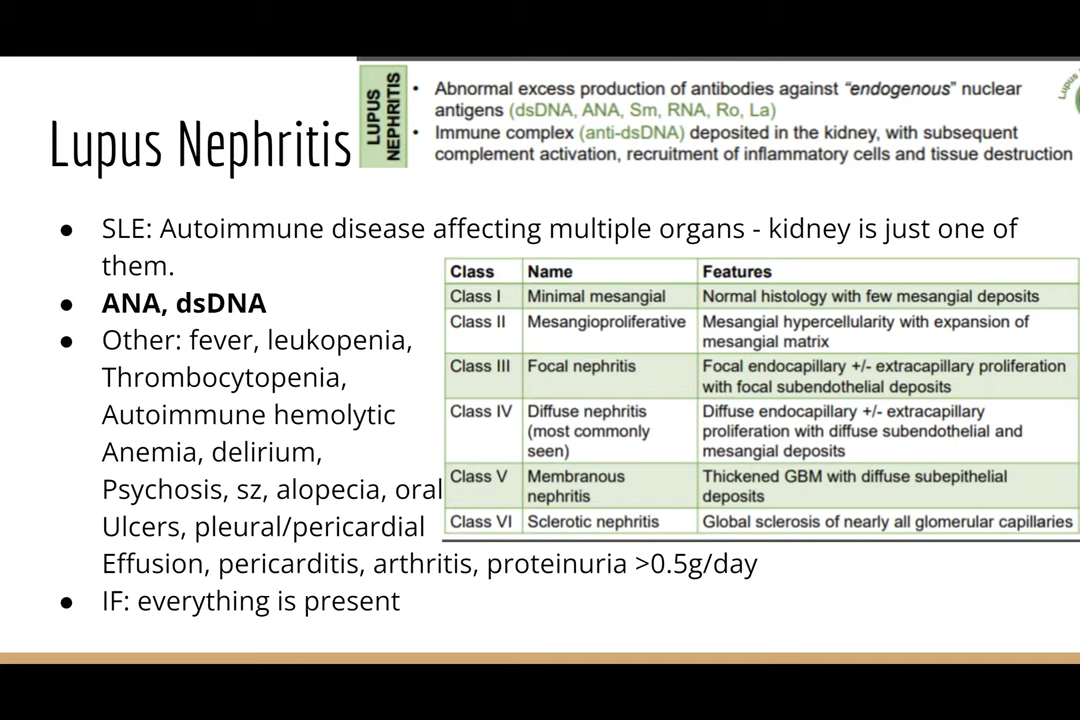 Lupus Nephritis
LUPUS
NEPHRITIS
• Abnormal excess production of antibodies against “endogenous” nuclear
antigens (dsDNA, ANA, Sm, RNA, Ro, La)
• Immune complex (anti-dsDNA) deposited in the kidney, with subsequent
complement activation, recruitment of inflammatory cells and tissue destruction
Lupus
● SLE: Autoimmune disease affecting multiple organs - kidney is just one of
them.
● ANA, dsDNA
● Other: fever, leukopenia,
Thrombocytopenia,
Autoimmune hemolytic
Anemia, delirium,
Psychosis, sz, alopecia, oral
Ulcers, pleural/pericardial
Effusion, pericarditis, arthritis, proteinuria >0.5g/day
● IF: everything is present
Class Name Features
Class I Minimal mesangial Normal histology with few mesangial deposits
Class II Mesangioproliferative Mesangial hypercellularity with expansion of
mesangial matrix
Class III Focal nephritis Focal endocapillary +/- extracapillary proliferation
with focal subendothelial deposits
Class IV Diffuse nephritis Diffuse endocapillary +/- extracapillary
(most commonly proliferation with diffuse subendothelial and
seen) mesangial deposits
Class V Membranous Thickened GBM with diffuse subepithelial
nephritis deposits
Class VI Sclerotic nephritis Global sclerosis of nearly all glomerular capillaries